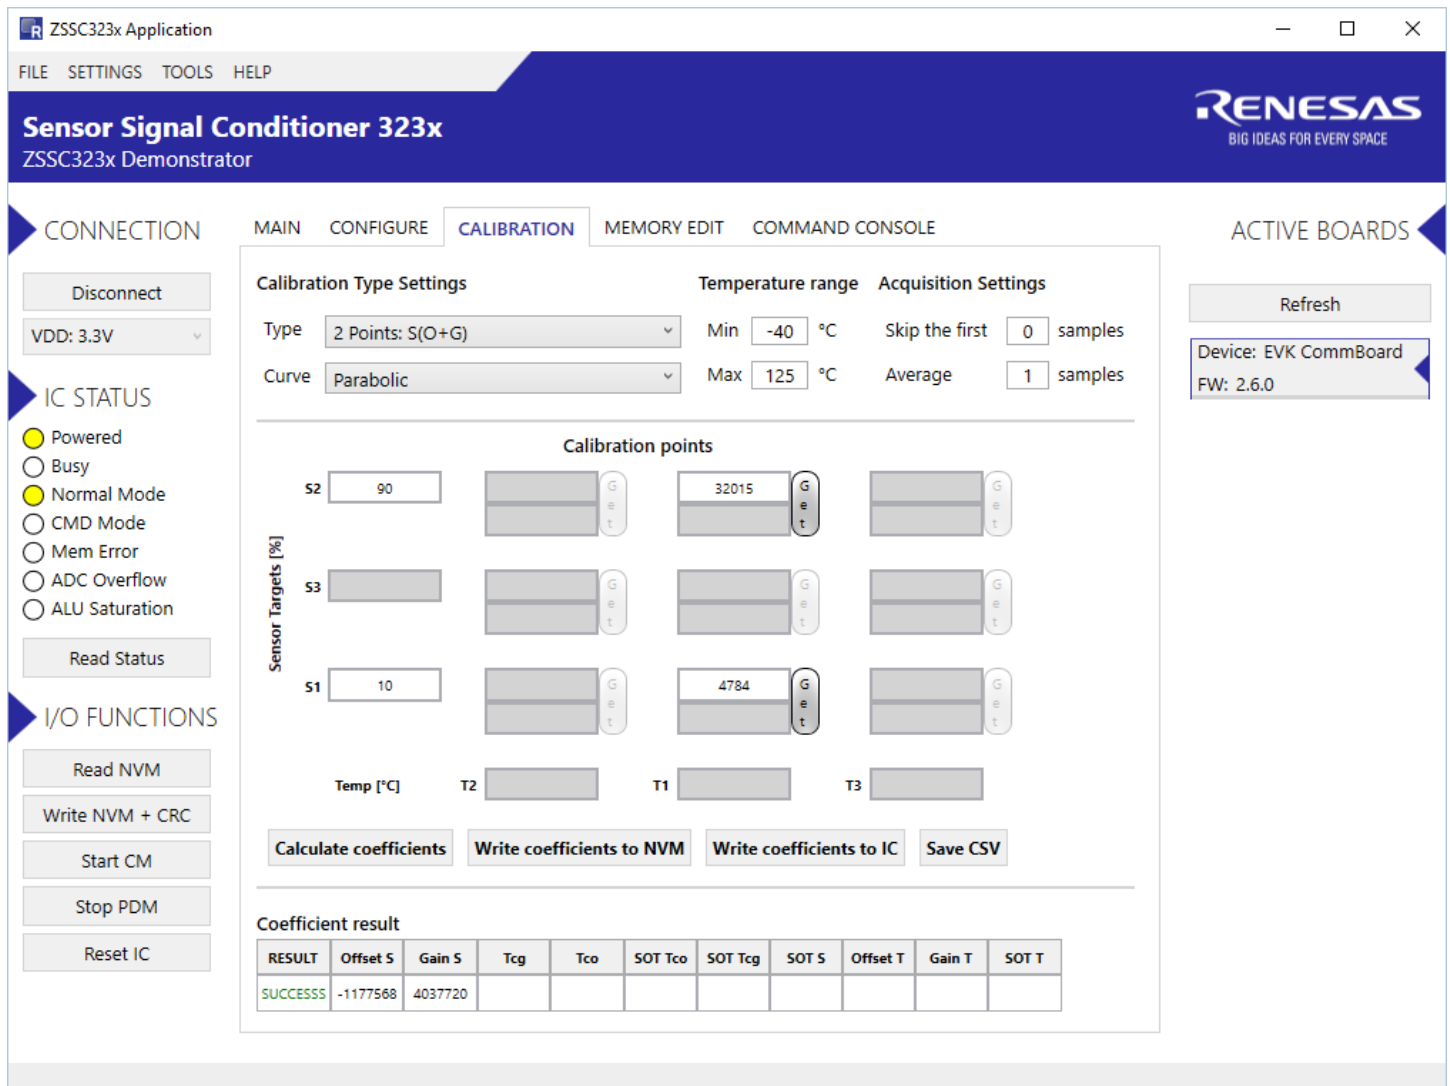 ZSSC323x Application
FILE SETTINGS TOOLS HELP
Sensor Signal Conditioner 323x
ZSSC323x Demonstrator
RENESAS
BIG IDEAS FOR EVERY SPACE
CONNECTION
Disconnect
VDD: 3.3V
IC STATUS
Powered
Busy
Normal Mode
CMD Mode
Mem Error
ADC Overflow
ALU Saturation
Read Status
I/O FUNCTIONS
Read NVM
Write NVM + CRC
Start CM
Stop PDM
Reset IC
MAIN CONFIGURE CALIBRATION MEMORY EDIT COMMAND CONSOLE
Calibration Type Settings Temperature range Acquisition Settings
Type 2 Points: S(O+G) Min -40 °C Skip the first 0 samples
Curve Parabolic Max 125 °C Average 1 samples
Calibration points
Sensor Targets [%]
S2 90 Get 32015 Get Get
S3 Get Get Get
S1 10 Get 4784 Get Get
Temp [°C] T2 T1 T3
Calculate coefficients Write coefficients to NVM Write coefficients to IC Save CSV
Coefficient result
RESULT Offset S Gain S Tcg Tco SOT Tco SOT Tcg SOT S Offset T Gain T SOT T
SUCCESSS -1177568 4037720
ACTIVE BOARDS
Refresh
Device: EVK CommBoard
FW: 2.6.0